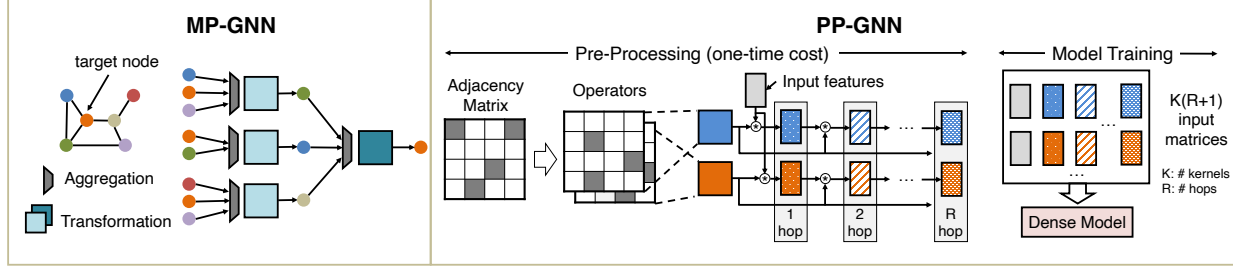 MP-GNN
target node
Aggregation
Transformation
PP-GNN
Pre-Processing (one-time cost)
Adjacency
Matrix
Operators
Input features
...
...
1
hop
2
hop
R
hop
Model Training
...
...
K(R+1)
input
matrices
K: # kernels
R: # hops
Dense Model